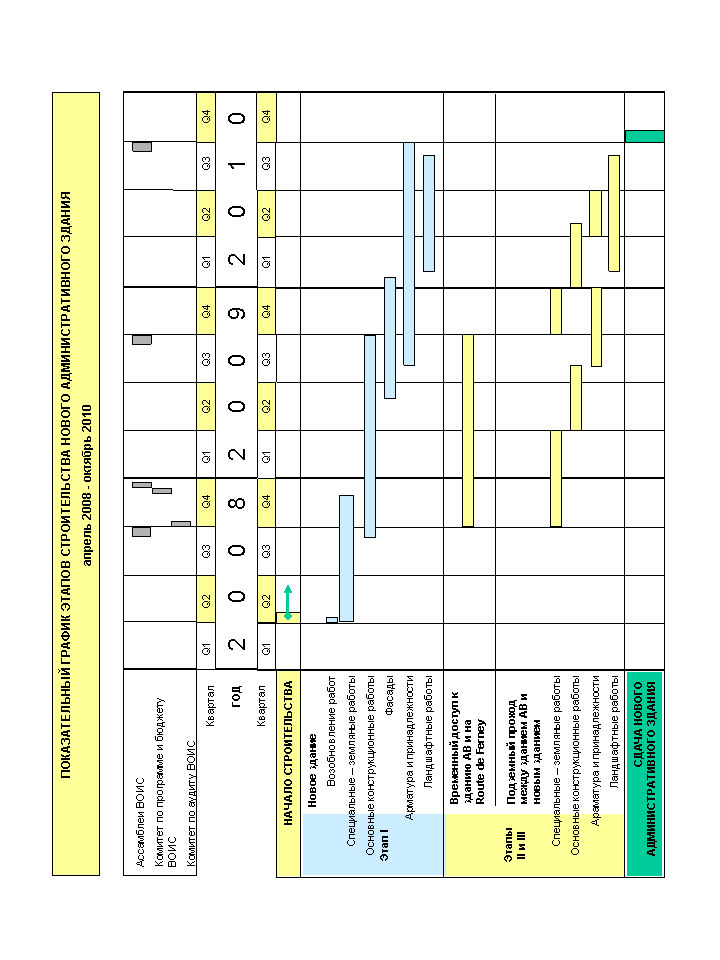 ПОКАЗАТЕЛЬНЫЙ ГРАФИК ЭТАПОВ СТРОИТЕЛЬСТВА НОВОГО АДМИНИСТРАТИВНОГО ЗДАНИЯ
апрель 2008 - октябрь 2010
Ассамблеи ВОИС
Комитет по программе и бюджету
ВОИС
Комитет по аудиту ВОИС
Квартал Q1 Q2 Q3 Q4 Q1 Q2 Q3 Q4 Q1 Q2 Q3 Q4
год 2 0 0 8 2 0 0 9 2 0 1 0
Квартал Q1 Q2 Q3 Q4 Q1 Q2 Q3 Q4 Q1 Q2 Q3 Q4
НАЧАЛО СТРОИТЕЛЬСТВА
Новое здание
Возобновление работ
Специальные – земляные работы
Основные конструкционные работы
Этап I
Фасады
Арматура и принадлежности
Ландшафтные работы
Временный доступ к
зданию AB и на
Route de Ferney
Этапы
II и III
Подземный проход
между зданием AB и
новым зданием
Специальные – земляные работы
Основные конструкционные работы
Араматура и принадлежности
Ландшафтные работы
СДАЧА НОВОГО
АДМИНИСТРАТИВНОГО ЗДАНИЯ